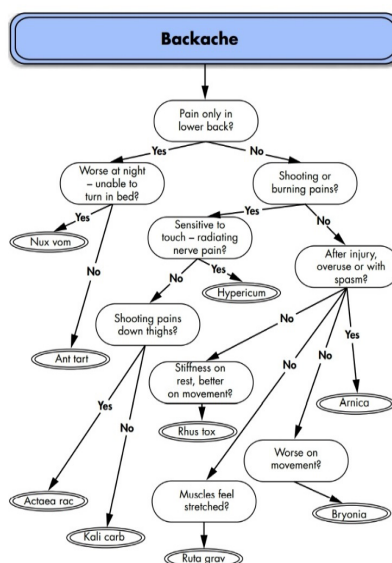 Backache
Pain only in
lower back?
Yes
No
Worse at night
– unable to
turn in bed?
Shooting or
burning pains?
Yes
Yes
No
Nux vom
Sensitive to
touch – radiating
nerve pain?
After injury,
overuse or with
spasm?
No
No
Yes
Hypericum
Ant tart
Shooting pains
down thighs?
No
No
No
Yes
Stiffness on
rest, better
on movement?
Arnica
Yes
No
Rhus tox
Worse on
movement?
Actaea rac
Muscles feel
stretched?
Bryonia
Kali carb
Ruta grav